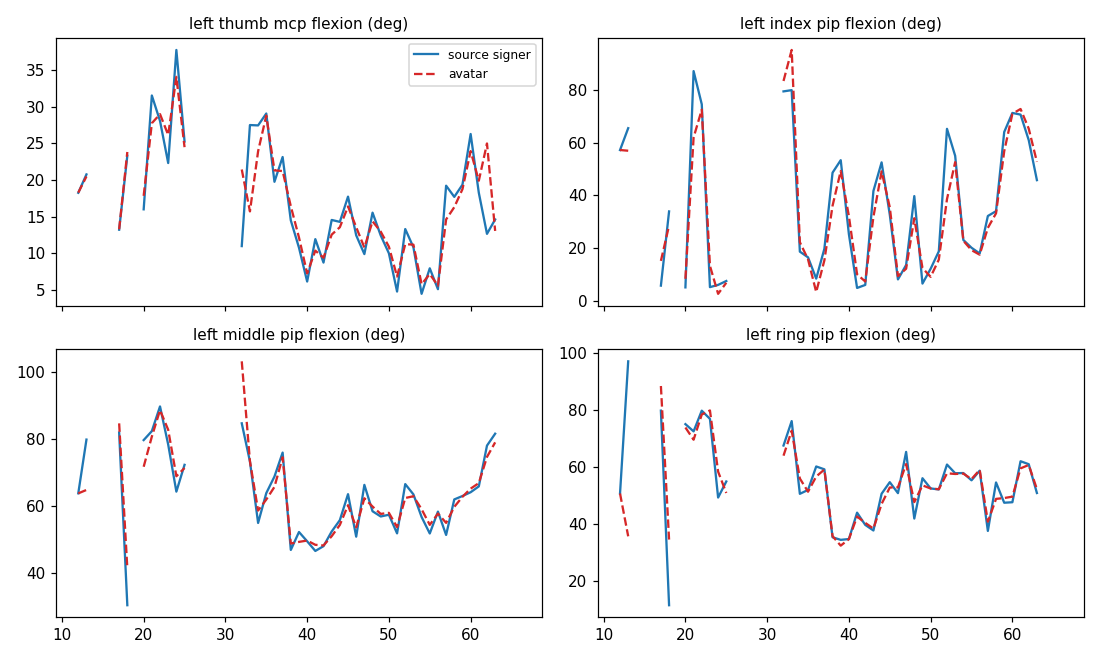 left thumb mcp flexion (deg)
source signer
avatar
35
30
25
20
15
10
5
left index pip flexion (deg)
80
60
40
20
0
left middle pip flexion (deg)
100
80
60
40
10 20 30 40 50 60
left ring pip flexion (deg)
100
80
60
40
20
10 20 30 40 50 60